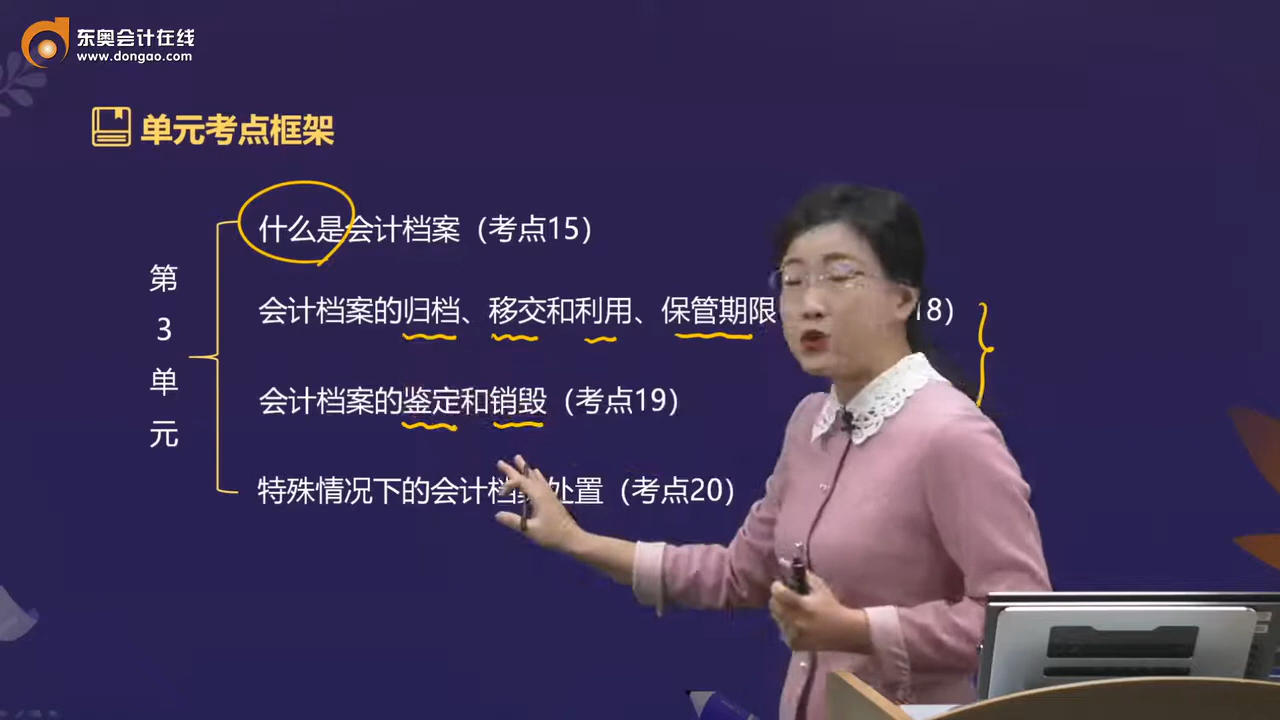 东奥会计在线
www.dongao.com
单元考点框架
什么是会计档案（考点15）
会计档案的归档、移交和利用、保管期限 18）
第3单元
会计档案的鉴定和销毁（考点19）
特殊情况下的会计档案处置（考点20）